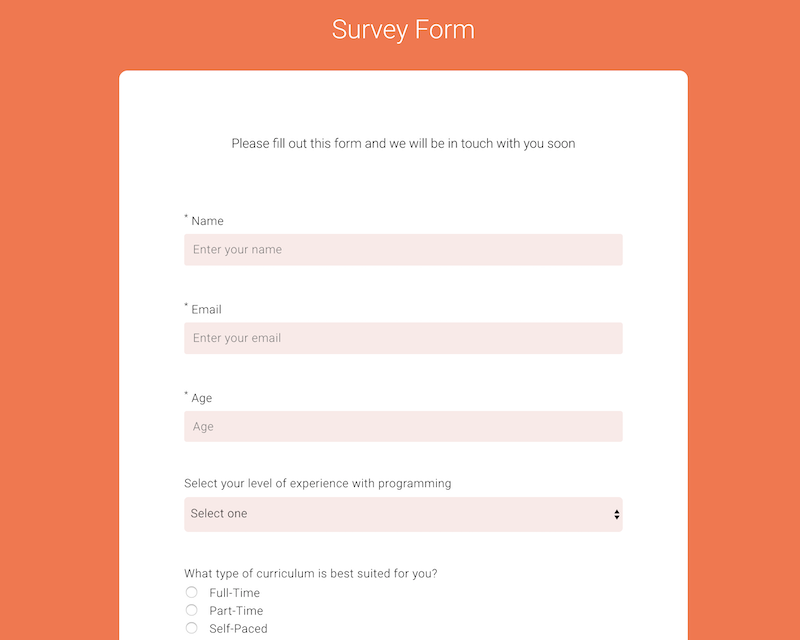 Survey Form
Please fill out this form and we will be in touch with you soon
* Name
Enter your name
* Email
Enter your email
* Age
Age
Select your level of experience with programming
Select one
What type of curriculum is best suited for you?
Full-Time
Part-Time
Self-Paced